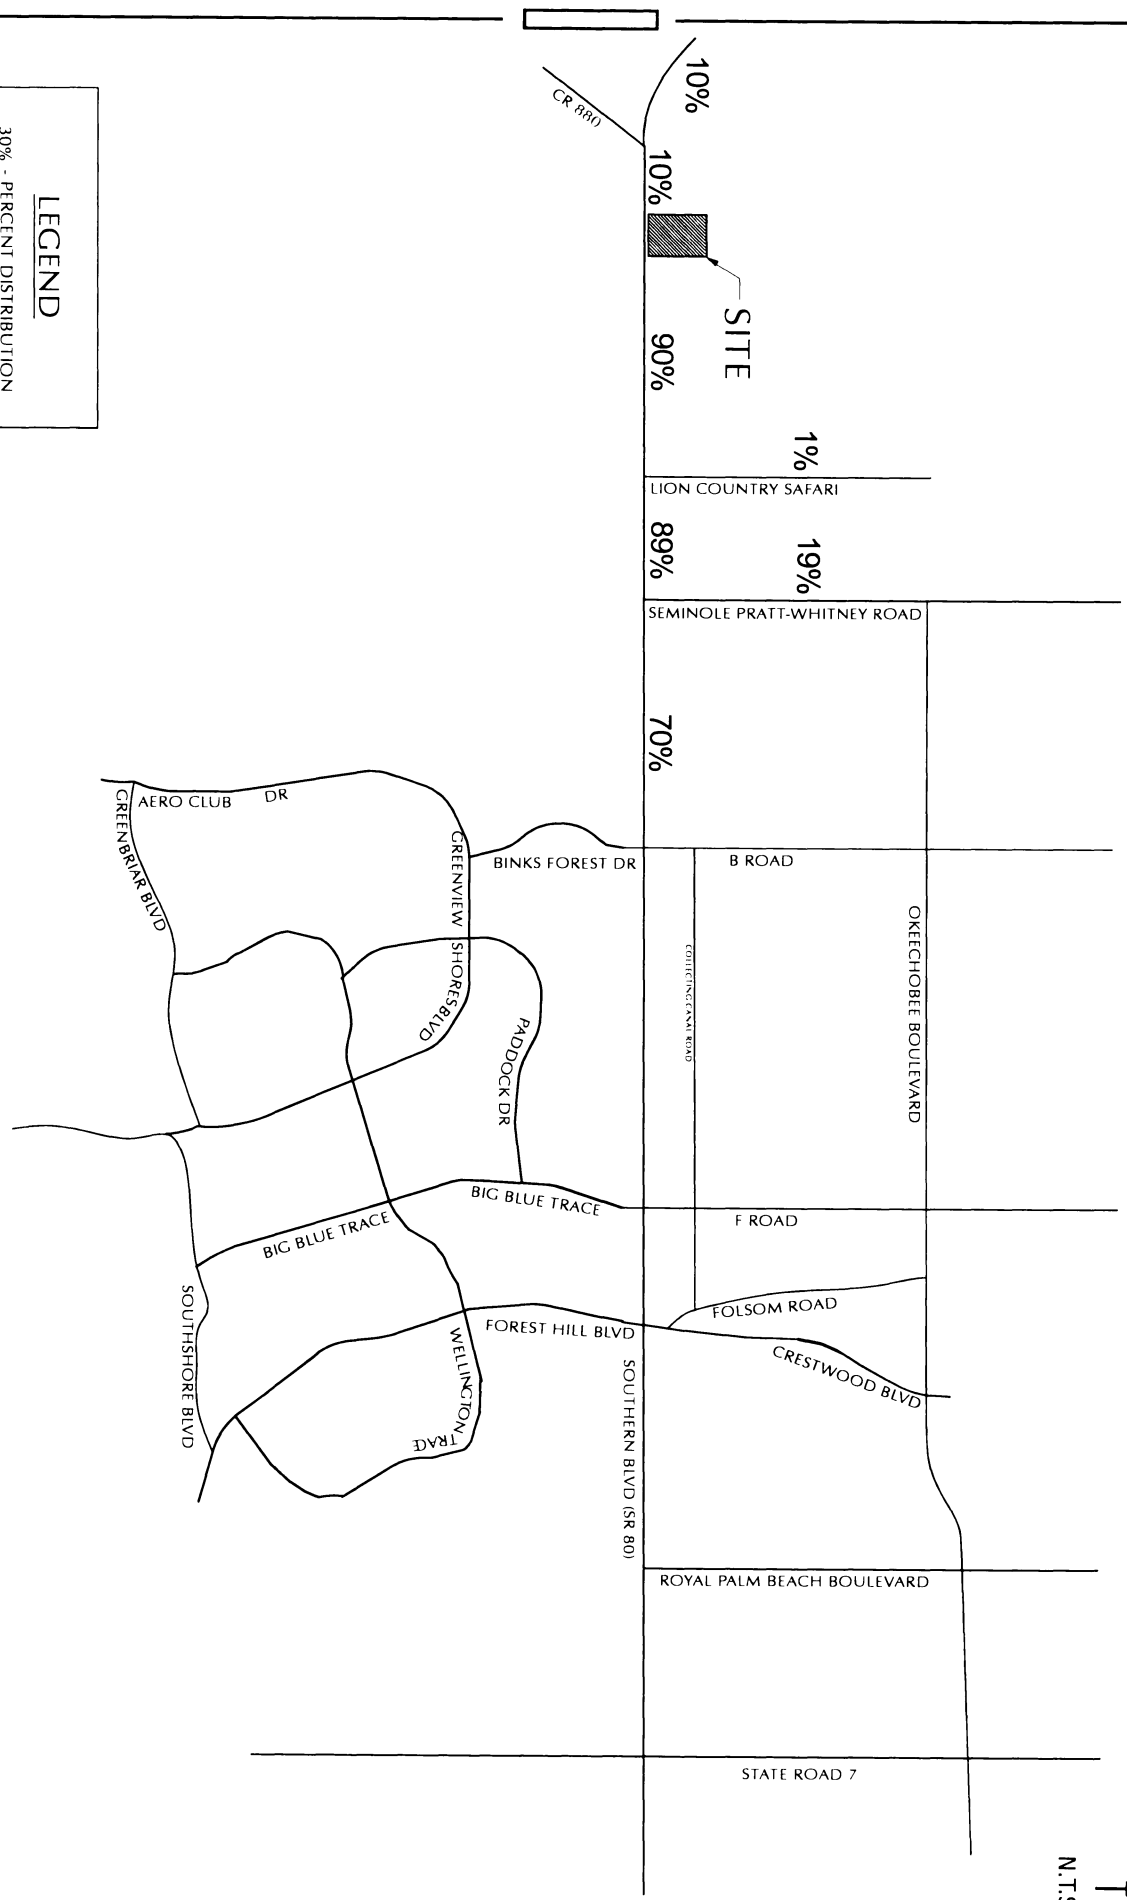 10%
CR 880
10%
SITE
90%
1%
LION COUNTRY SAFARI
89%
19%
SEMINOLE PRATT-WHITNEY ROAD
70%
AERO CLUB DR
GREENBRIAR BLVD
GREENVIEW SHORES BLVD
BINKS FOREST DR
B ROAD
OKEECHOBEE BOULEVARD
COLLECTING CANAL ROAD
PADDOCK DR
BIG BLUE TRACE
BIG BLUE TRACE
F ROAD
FOLSOM ROAD
SOUTHSHORE BLVD
FOREST HILL BLVD
WELLINGTON TRACE
CRESTWOOD BLVD
SOUTHERN BLVD (SR 80)
ROYAL PALM BEACH BOULEVARD
STATE ROAD 7
N.T.S
LEGEND
30% - PERCENT DISTRIBUTION